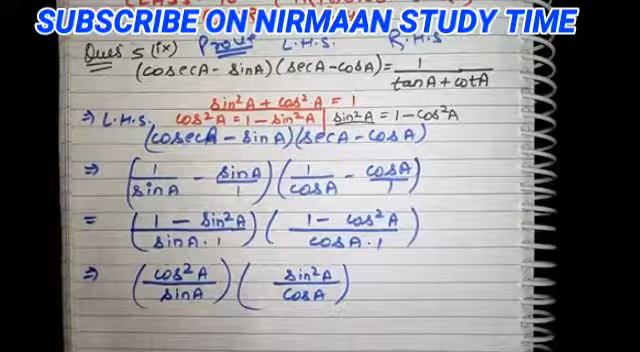 SUBSCRIBE ON NIRMAAN STUDY TIME
Ques 5 (ix) Prove L.H.S. R.H.S
(cosecA - sinA) (secA - cosA) = 1/(tanA + cotA)
sin²A + cos²A = 1
⇒ L.H.S. cos²A = 1 - sin²A | sin²A = 1 - cos²A
(cosecA - sinA)(secA - cosA)
⇒ (1/sinA - sinA/1) (1/cosA - cosA/1)
= ((1 - sin²A)/(sinA·1)) ((1 - cos²A)/(cosA·1))
⇒ (cos²A/sinA) (sin²A/cosA)